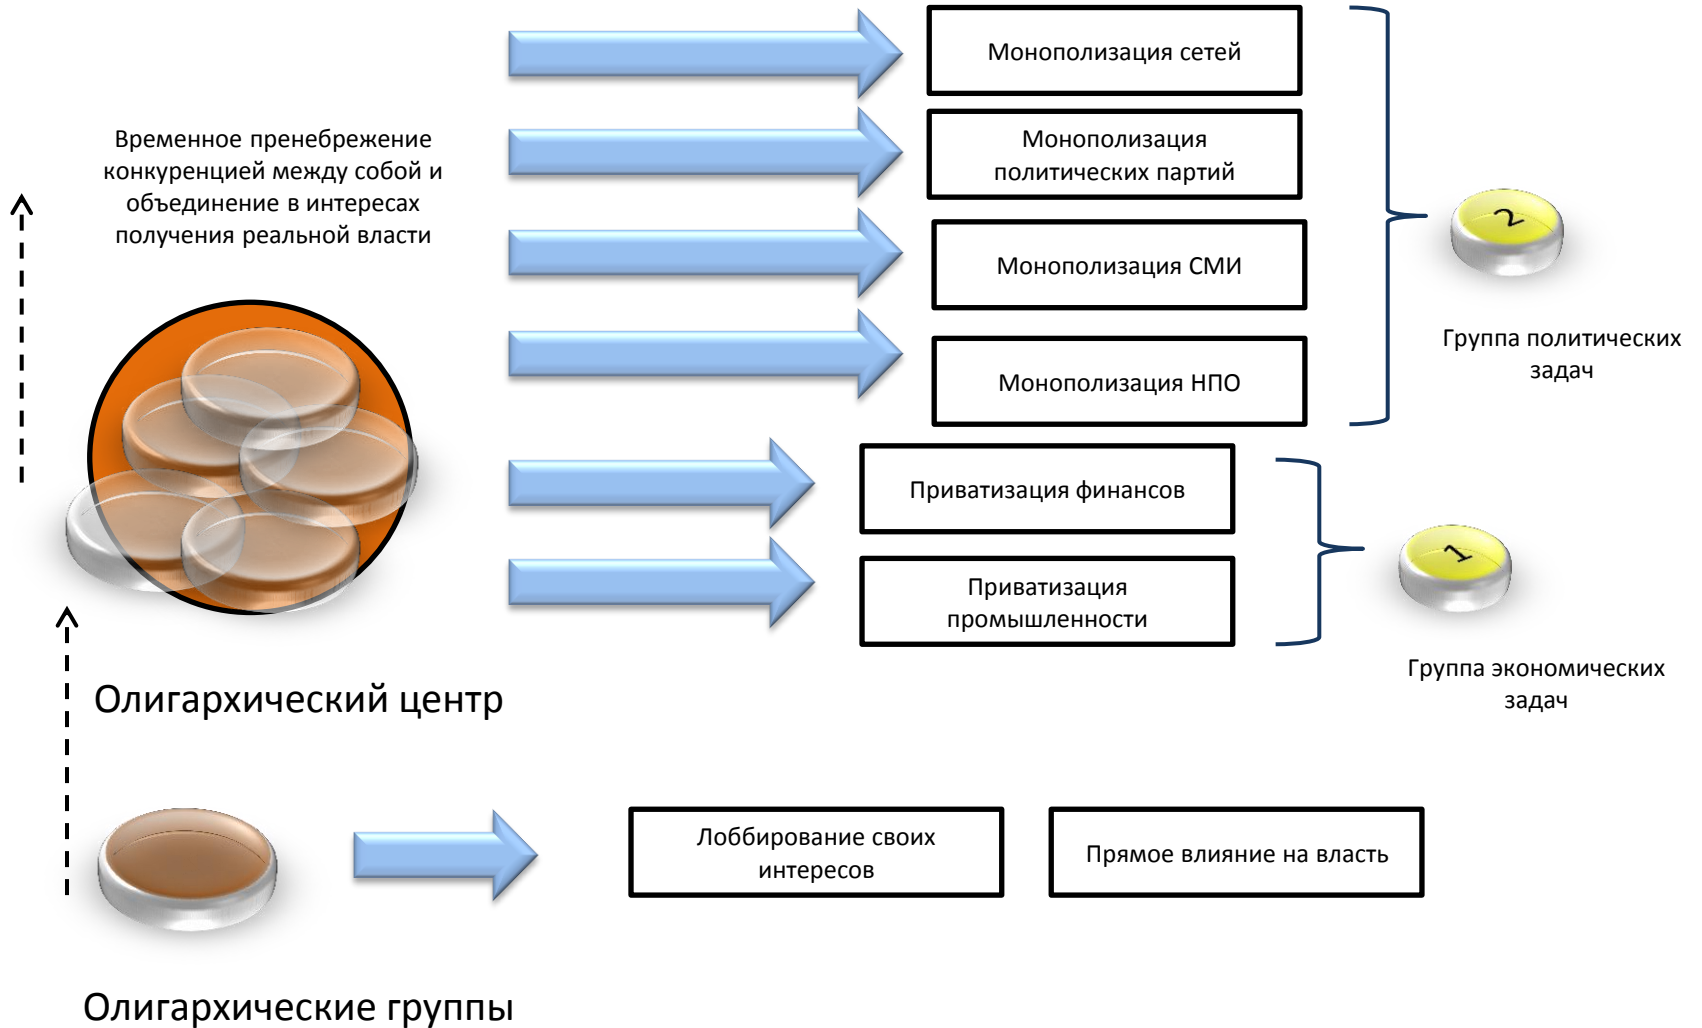 Монополизация сетей
Временное пренебрежение
конкуренцией между собой и
объединение в интересах
получения реальной власти
Монополизация
политических партий
2
Монополизация СМИ
Группа политических
задач
Монополизация НПО
Приватизация финансов
1
Приватизация
промышленности
Группа экономических
задач
Олигархический центр
Лоббирование своих
интересов
Прямое влияние на власть
Олигархические группы